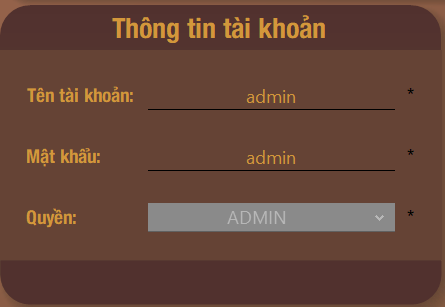 Thông tin tài khoản
Tên tài khoản: admin *
Mật khẩu: admin *
Quyền: ADMIN *